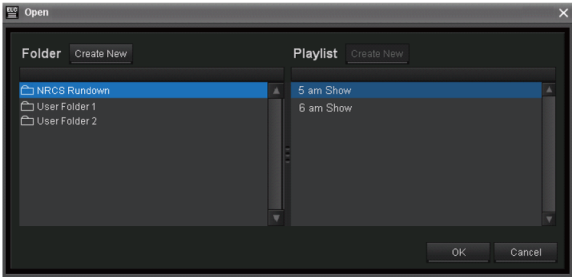 Open
Folder Create New
Playlist Create New
NRCS Rundown
User Folder 1
User Folder 2
5 am Show
6 am Show
OK Cancel